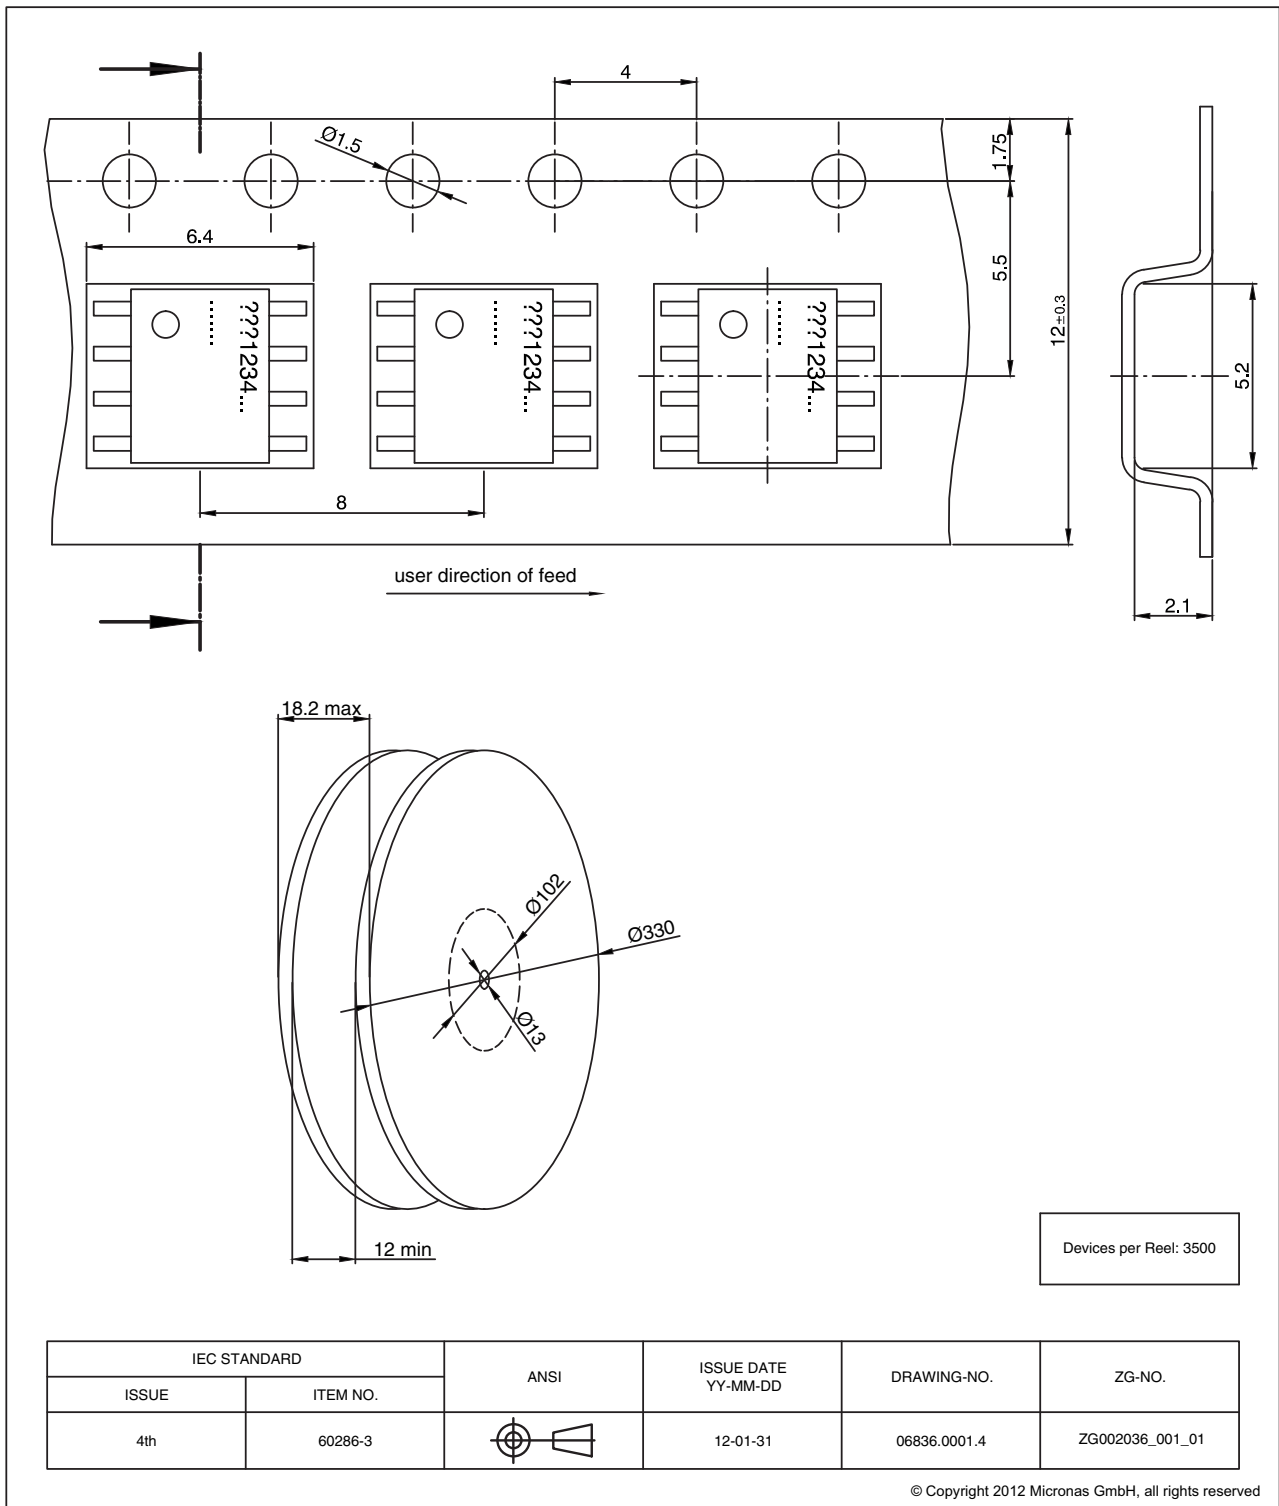 4
Ø1.5
1.75
6.4
5.5
12±0.3
5.2
???1234...
......
???1234...
......
???1234...
......
8
user direction of feed
2.1
18.2 max
Ø102
Ø330
Ø13
12 min
Devices per Reel: 3500
IEC STANDARD
ANSI
ISSUE DATE
YY-MM-DD
DRAWING-NO.
ZG-NO.
ISSUE
ITEM NO.
4th
60286-3
12-01-31
06836.0001.4
ZG002036_001_01
© Copyright 2012 Micronas GmbH, all rights reserved